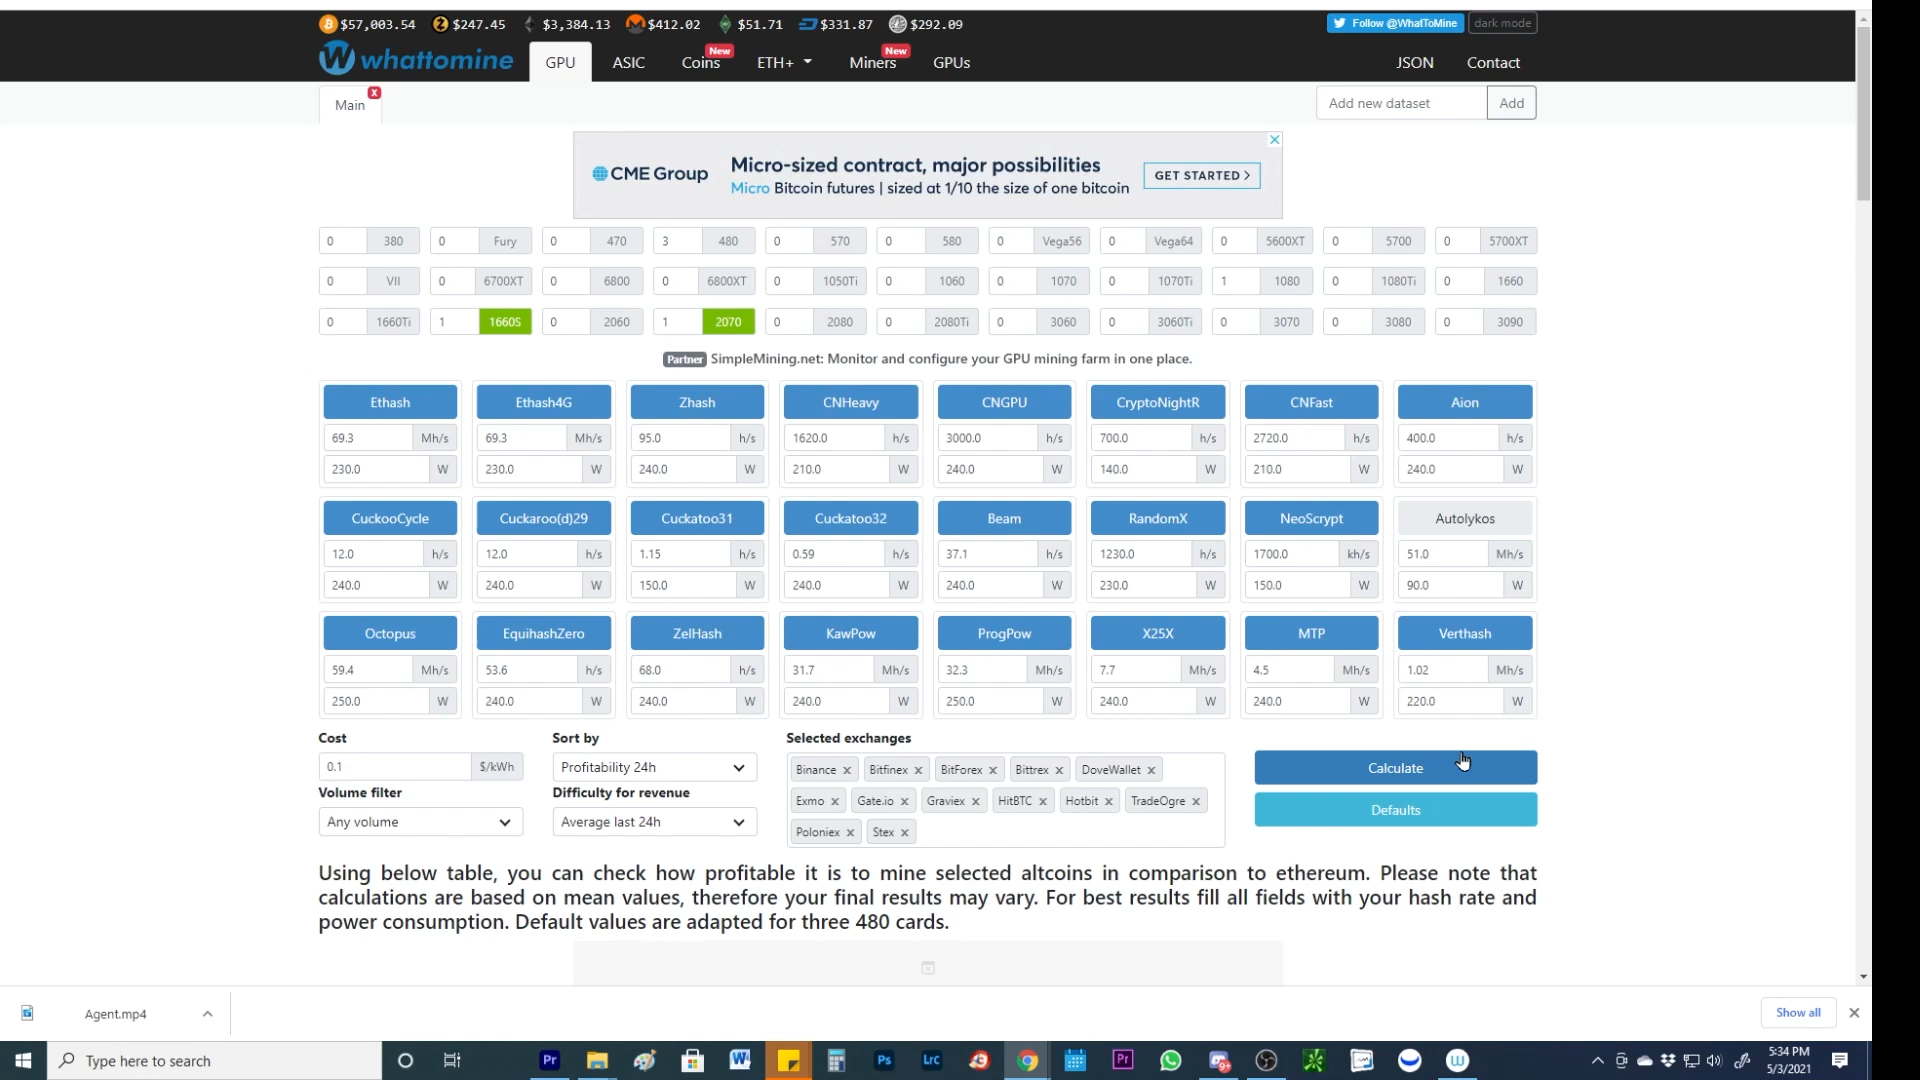 $57,003.54 $247.45 $3,384.13 $412.02 $51.71 $331.87 $292.09 Follow @WhatToMine dark mode
whattomine GPU ASIC Coins New ETH+ Miners New GPUs JSON Contact
Main x Add new dataset Add
CME Group Micro-sized contract, major possibilities
Micro Bitcoin futures | sized at 1/10 the size of one bitcoin GET STARTED >
0 380 0 Fury 0 470 3 480 0 570 0 580 0 Vega56 0 Vega64 0 5600XT 0 5700 0 5700XT
0 VII 0 6700XT 0 6800 0 6800XT 0 1050Ti 0 1060 0 1070 0 1070Ti 1 1080 0 1080Ti 0 1660
0 1660Ti 1 1660S 0 2060 1 2070 0 2080 0 2080Ti 0 3060 0 3060Ti 0 3070 0 3080 0 3090
Partner SimpleMining.net: Monitor and configure your GPU mining farm in one place.
Ethash Ethash4G Zhash CNHeavy CNGPU CryptoNightR CNFast Aion
69.3 Mh/s 69.3 Mh/s 95.0 h/s 1620.0 h/s 3000.0 h/s 700.0 h/s 2720.0 h/s 400.0 h/s
230.0 W 230.0 W 240.0 W 210.0 W 240.0 W 140.0 W 210.0 W 240.0 W
CuckooCycle Cuckaroo(d)29 Cuckatoo31 Cuckatoo32 Beam RandomX NeoScrypt Autolykos
12.0 h/s 12.0 h/s 1.15 h/s 0.59 h/s 37.1 h/s 1230.0 h/s 1700.0 kh/s 51.0 Mh/s
240.0 W 240.0 W 150.0 W 240.0 W 240.0 W 230.0 W 150.0 W 90.0 W
Octopus EquihashZero ZelHash KawPow ProgPow X25X MTP Verthash
59.4 Mh/s 53.6 h/s 68.0 h/s 31.7 Mh/s 32.3 Mh/s 7.7 Mh/s 4.5 Mh/s 1.02 Mh/s
250.0 W 240.0 W 240.0 W 240.0 W 250.0 W 240.0 W 240.0 W 220.0 W
Cost Sort by Selected exchanges
0.1 $/kWh Profitability 24h Binance × Bitfinex × BitForex × Bittrex × DoveWallet × Calculate
Volume filter Difficulty for revenue Exmo × Gate.io × Graviex × HitBTC × Hotbit × TradeOgre × Defaults
Any volume Average last 24h Poloniex × Stex ×
Using below table, you can check how profitable it is to mine selected altcoins in comparison to ethereum. Please note that
calculations are based on mean values, therefore your final results may vary. For best results fill all fields with your hash rate and
power consumption. Default values are adapted for three 480 cards.
Agent.mp4 Show all
Type here to search Pr Ps Lrc Pr 5:34 PM
5/3/2021